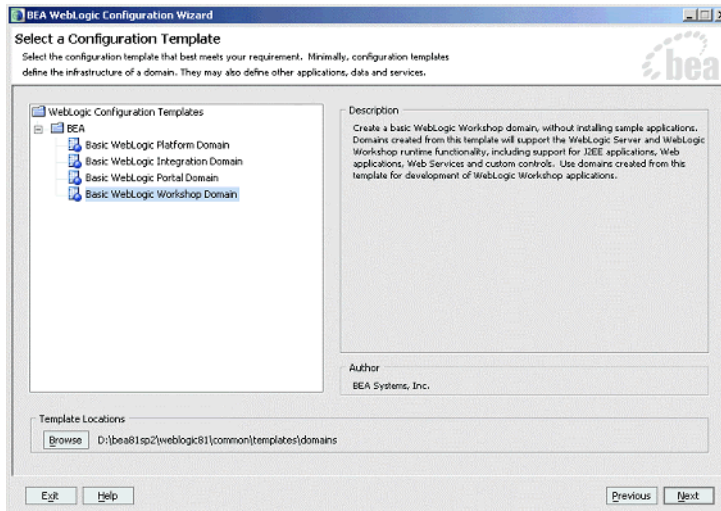 BEA WebLogic Configuration Wizard
Select a Configuration Template
Select the configuration template that best meets your requirement. Minimally, configuration templates
define the infrastructure of a domain. They may also define other applications, data and services.
bea
WebLogic Configuration Templates
BEA
Basic WebLogic Platform Domain
Basic WebLogic Integration Domain
Basic WebLogic Portal Domain
Basic WebLogic Workshop Domain
Description
Create a basic WebLogic Workshop domain, without installing sample applications.
Domains created from this template will support the WebLogic Server and WebLogic
Workshop runtime functionality, including support for J2EE applications, Web
applications, Web Services and custom controls. Use domains created from this
template for development of WebLogic Workshop applications.
Author
BEA Systems, Inc.
Template Locations
Browse D:\bea81sp2\weblogic81\common\templates\domains
Exit Help Previous Next